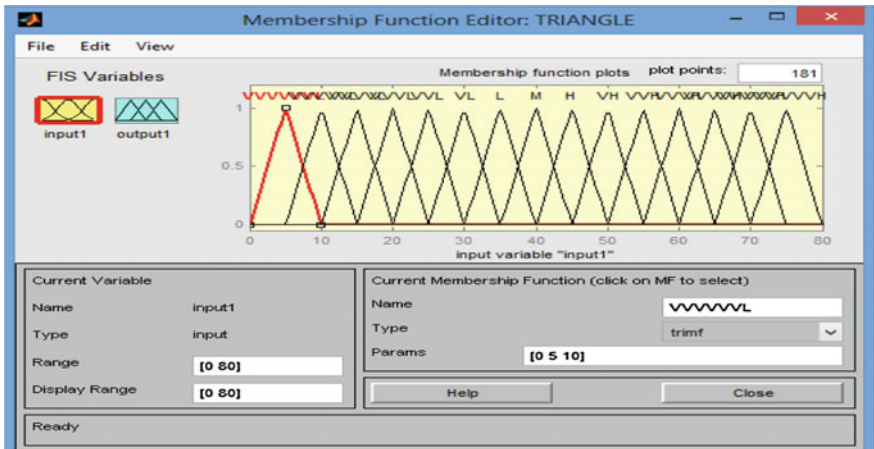 Membership Function Editor: TRIANGLE
File Edit View
FIS Variables
input1 output1
Membership function plots plot points: 181
VL L M H VH
1
0.5
0
0 10 20 30 40 50 60 70 80
input variable "input1"
Current Variable
Name input1
Type input
Range [0 80]
Display Range [0 80]
Current Membership Function (click on MF to select)
Name VVVVVVL
Type trimf
Params [0 5 10]
Help Close
Ready